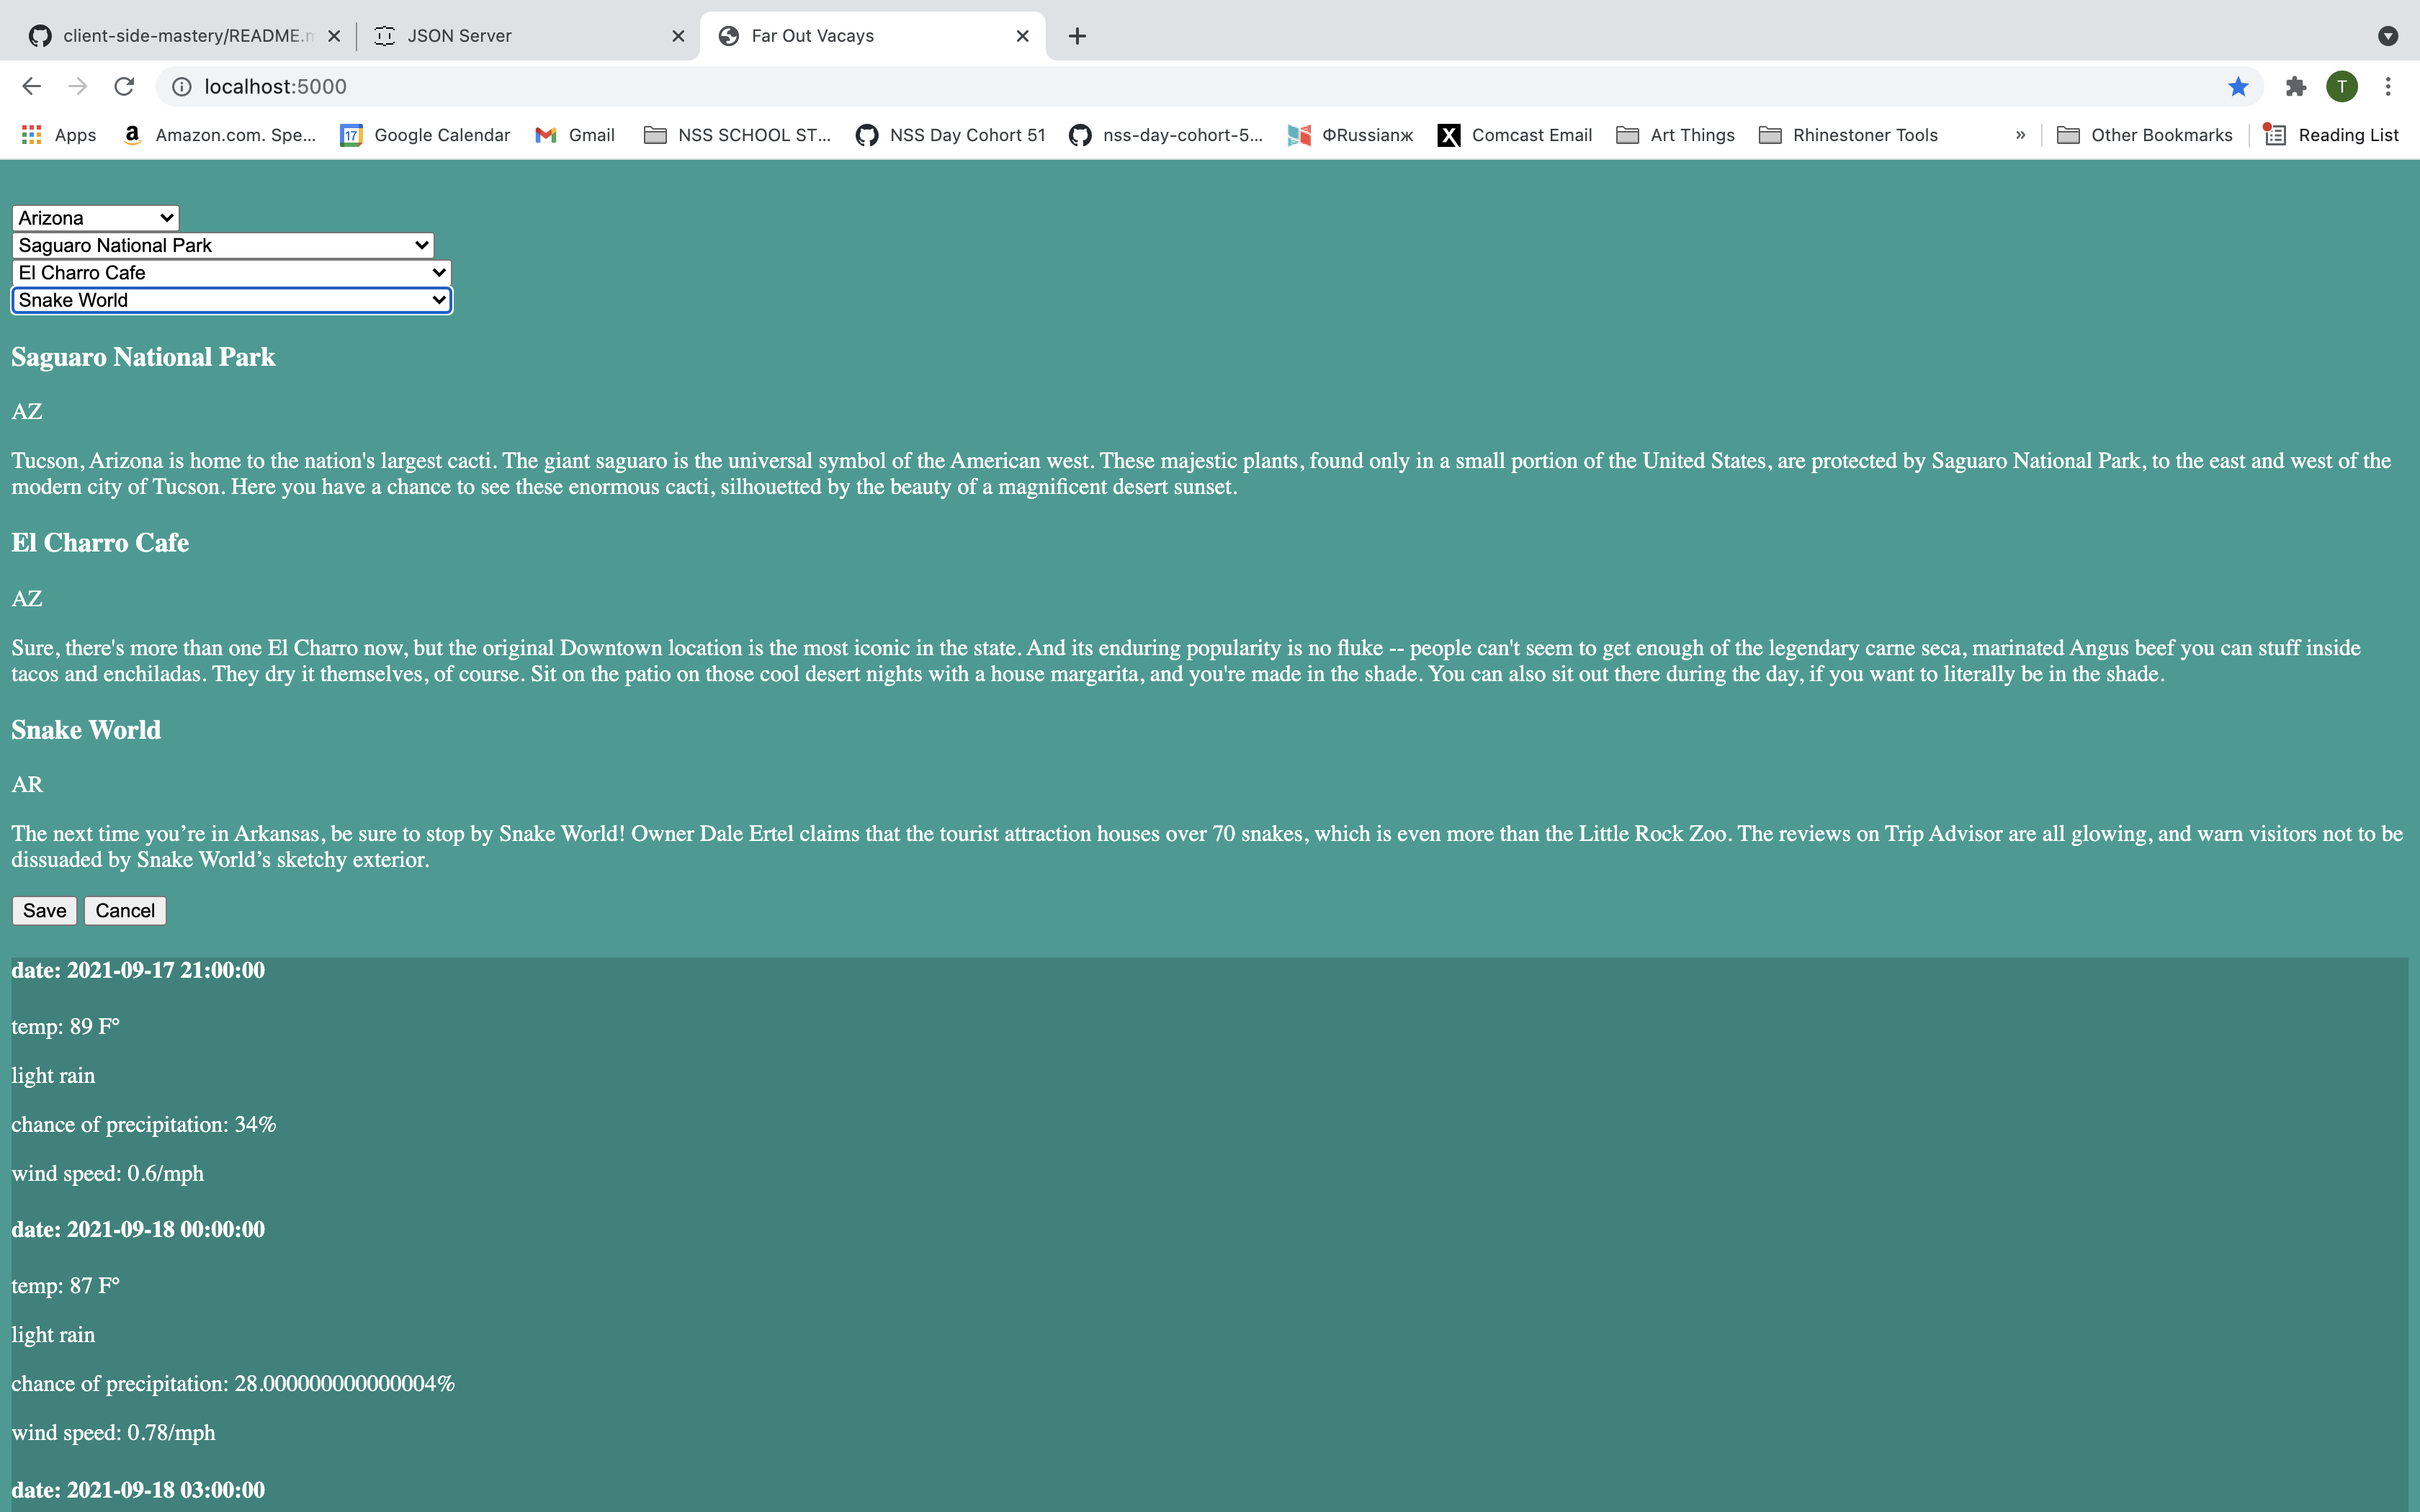 client-side-mastery/README.m
JSON Server
Far Out Vacays
localhost:5000
T
Apps
Amazon.com. Spe...
17
Google Calendar
Gmail
NSS SCHOOL ST...
NSS Day Cohort 51
nss-day-cohort-5...
ФRussianж
Comcast Email
Art Things
Rhinestoner Tools
»
Other Bookmarks
Reading List
Arizona
Saguaro National Park
El Charro Cafe
Snake World
Saguaro National Park
AZ
Tucson, Arizona is home to the nation's largest cacti. The giant saguaro is the universal symbol of the American west. These majestic plants, found only in a small portion of the United States, are protected by Saguaro National Park, to the east and west of the
modern city of Tucson. Here you have a chance to see these enormous cacti, silhouetted by the beauty of a magnificent desert sunset.
El Charro Cafe
AZ
Sure, there's more than one El Charro now, but the original Downtown location is the most iconic in the state. And its enduring popularity is no fluke -- people can't seem to get enough of the legendary carne seca, marinated Angus beef you can stuff inside
tacos and enchiladas. They dry it themselves, of course. Sit on the patio on those cool desert nights with a house margarita, and you're made in the shade. You can also sit out there during the day, if you want to literally be in the shade.
Snake World
AR
The next time you’re in Arkansas, be sure to stop by Snake World! Owner Dale Ertel claims that the tourist attraction houses over 70 snakes, which is even more than the Little Rock Zoo. The reviews on Trip Advisor are all glowing, and warn visitors not to be
dissuaded by Snake World’s sketchy exterior.
Save Cancel
date: 2021-09-17 21:00:00
temp: 89 F°
light rain
chance of precipitation: 34%
wind speed: 0.6/mph
date: 2021-09-18 00:00:00
temp: 87 F°
light rain
chance of precipitation: 28.000000000000004%
wind speed: 0.78/mph
date: 2021-09-18 03:00:00